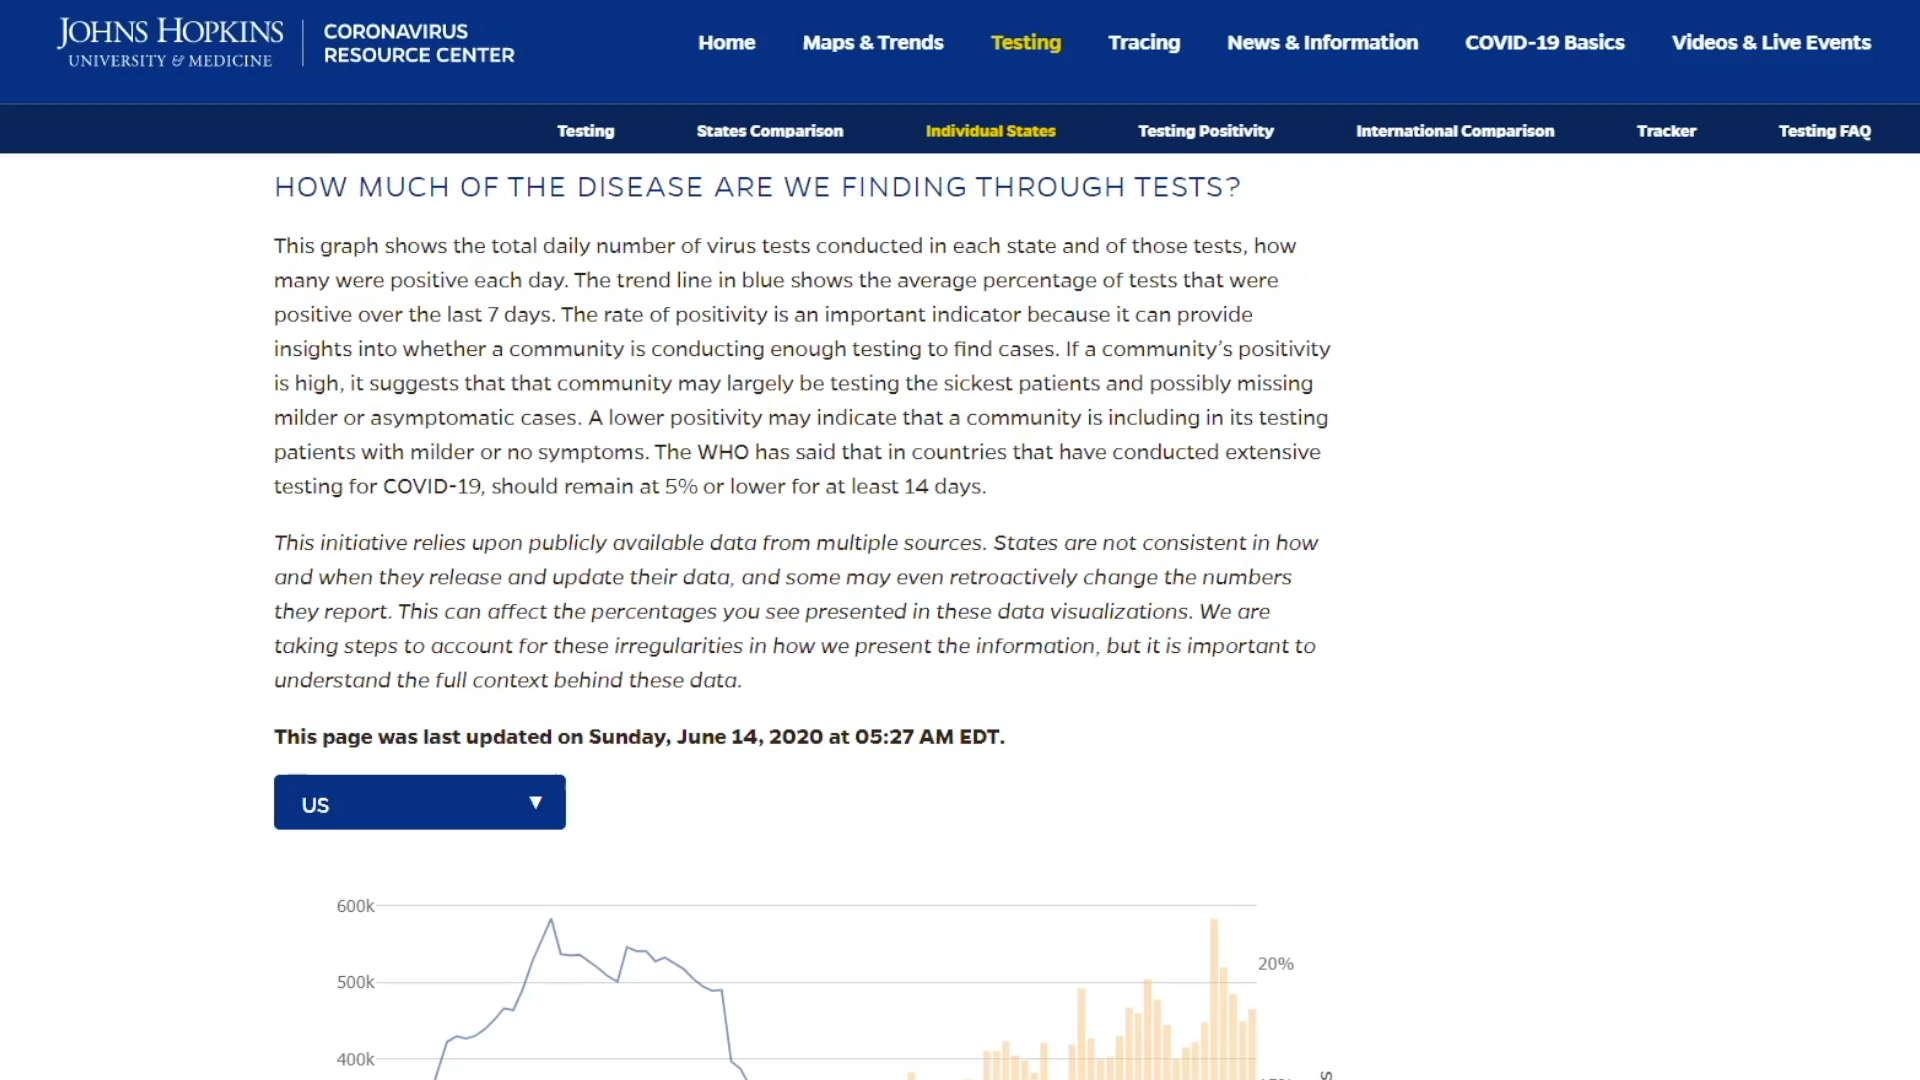 JOHNS HOPKINS
UNIVERSITY & MEDICINE
CORONAVIRUS
RESOURCE CENTER
Home
Maps & Trends
Testing
Tracing
News & Information
COVID-19 Basics
Videos & Live Events
Testing
States Comparison
Individual States
Testing Positivity
International Comparison
Tracker
Testing FAQ
HOW MUCH OF THE DISEASE ARE WE FINDING THROUGH TESTS?
This graph shows the total daily number of virus tests conducted in each state and of those tests, how
many were positive each day. The trend line in blue shows the average percentage of tests that were
positive over the last 7 days. The rate of positivity is an important indicator because it can provide
insights into whether a community is conducting enough testing to find cases. If a community's positivity
is high, it suggests that that community may largely be testing the sickest patients and possibly missing
milder or asymptomatic cases. A lower positivity may indicate that a community is including in its testing
patients with milder or no symptoms. The WHO has said that in countries that have conducted extensive
testing for COVID-19, should remain at 5% or lower for at least 14 days.
This initiative relies upon publicly available data from multiple sources. States are not consistent in how
and when they release and update their data, and some may even retroactively change the numbers
they report. This can affect the percentages you see presented in these data visualizations. We are
taking steps to account for these irregularities in how we present the information, but it is important to
understand the full context behind these data.
This page was last updated on Sunday, June 14, 2020 at 05:27 AM EDT.
US
600k
20%
500k
400k